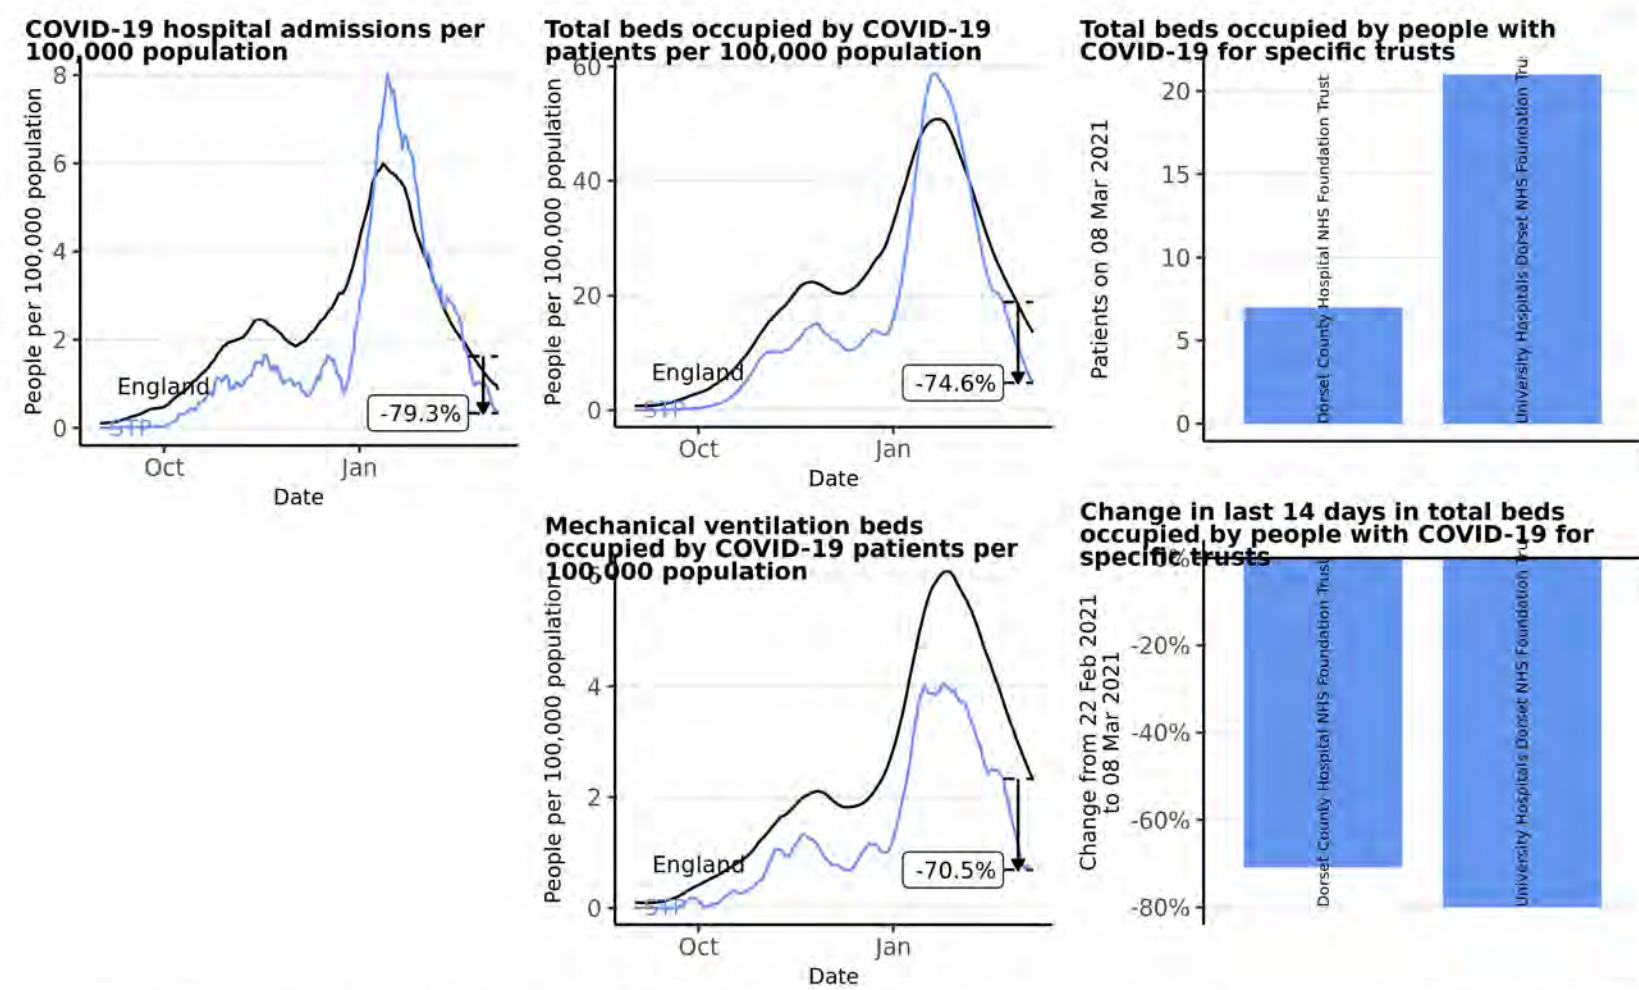 COVID-19 hospital admissions per
100,000 population
People per 100,000 population
8
6
4
2
0
England
STP
-79.3%
Oct
Jan
Date
Total beds occupied by COVID-19
patients per 100,000 population
People per 100,000 population
60
40
20
0
England
STP
-74.6%
Oct
Jan
Date
Total beds occupied by people with
COVID-19 for specific trusts
Patients on 08 Mar 2021
20
15
10
5
0
Dorset County Hospital NHS Foundation Trust
University Hospitals Dorset NHS Foundation Tru
Mechanical ventilation beds
occupied by COVID-19 patients per
100,000 population
People per 100,000 population
6
4
2
0
England
STP
-70.5%
Oct
Jan
Date
Change in last 14 days in total beds
occupied by people with COVID-19 for
specific trusts
Change from 22 Feb 2021
to 08 Mar 2021
0%
-20%
-40%
-60%
-80%
Dorset County Hospital NHS Foundation Trust
University Hospitals Dorset NHS Foundation Tru